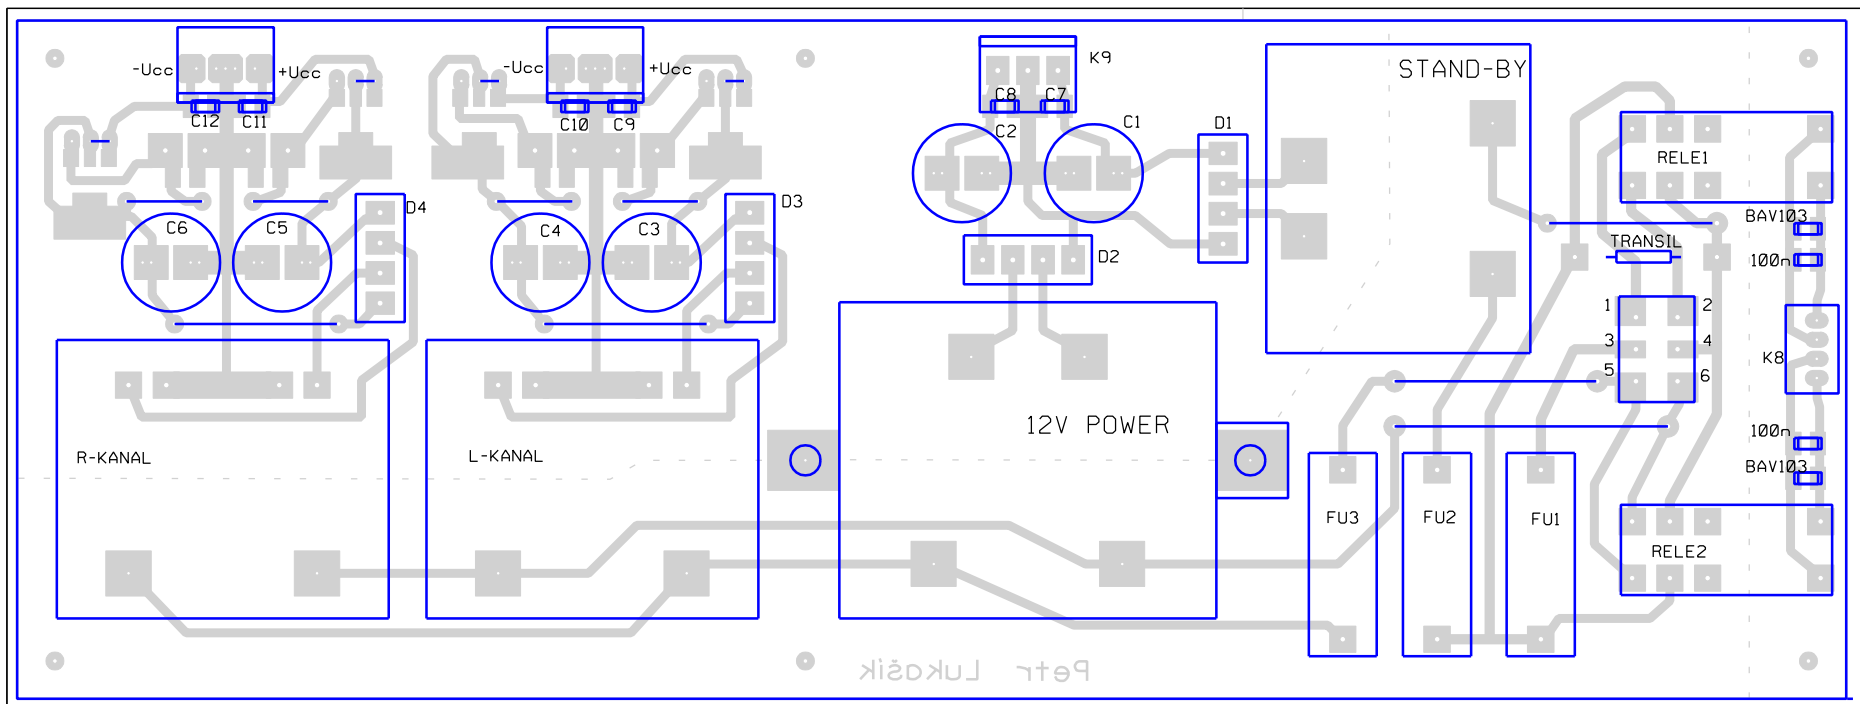 -Ucc
+Ucc
C12
C11
-Ucc
+Ucc
C10
C9
K9
C8
C7
C2
C1
D1
STAND-BY
RELE1
D4
C6
C5
D3
C4
C3
D2
BAV103
TRANSIL
100n
1
2
3
4
5
6
K8
12V POWER
R-KANAL
L-KANAL
100n
BAV103
FU3
FU2
FU1
RELE2
Petr Lukašík